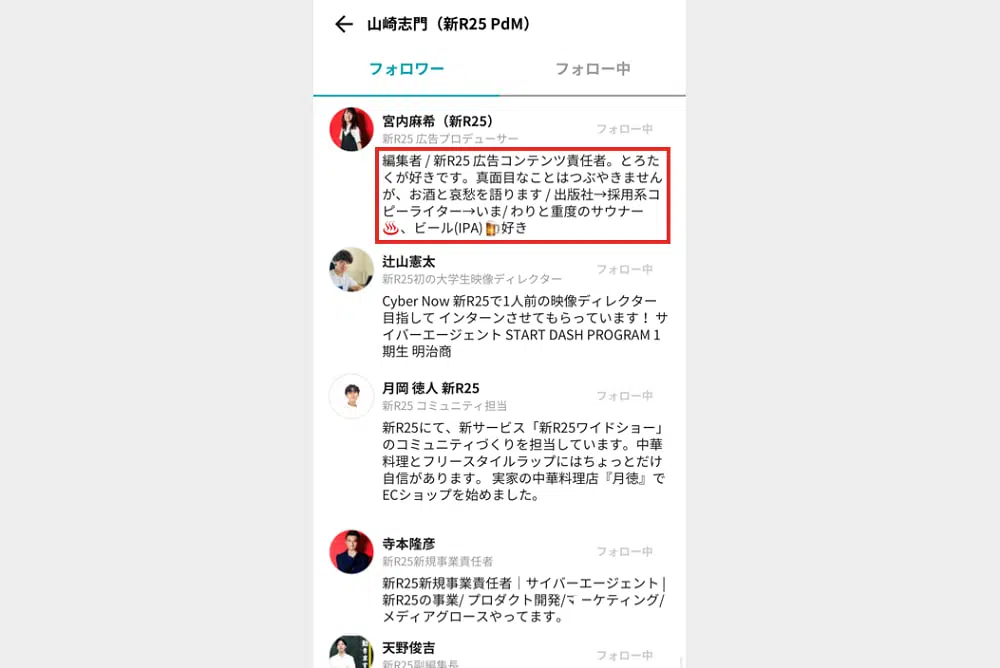 山崎志門（新R25 PdM）
フォロワー
フォロー中
宮内麻希（新R25）
フォロー中
新R25 広告プロデューサー
編集者 / 新R25 広告コンテンツ責任者。とろた
くが好きです。真面目なことはつぶやきません
が、お酒と哀愁を語ります / 出版社→採用系コ
ピーライター→いま/ わりと重度のサウナー
♨️、ビール(IPA)🍺好き
辻山憲太
フォロー中
新R25初の大学生映像ディレクター
Cyber Now 新R25で1人前の映像ディレクター
目指して インターンさせてもらっています！ サ
イバーエージェント START DASH PROGRAM 1
期生 明治商
月岡 徳人 新R25
フォロー中
新R25 コミュニティ担当
新R25にて、新サービス「新R25ワイドショー」
のコミュニティづくりを担当しています。中華
料理とフリースタイルラップにはちょっとだけ
自信があります。 実家の中華料理店『月徳』で
ECショップを始めました。
寺本隆彦
フォロー中
新R25新規事業責任者
新R25新規事業責任者｜サイバーエージェント |
新R25の事業/ プロダクト開発/マーケティング/
メディアグロースやってます。
天野俊吉
フォロー中
新R25副編集長